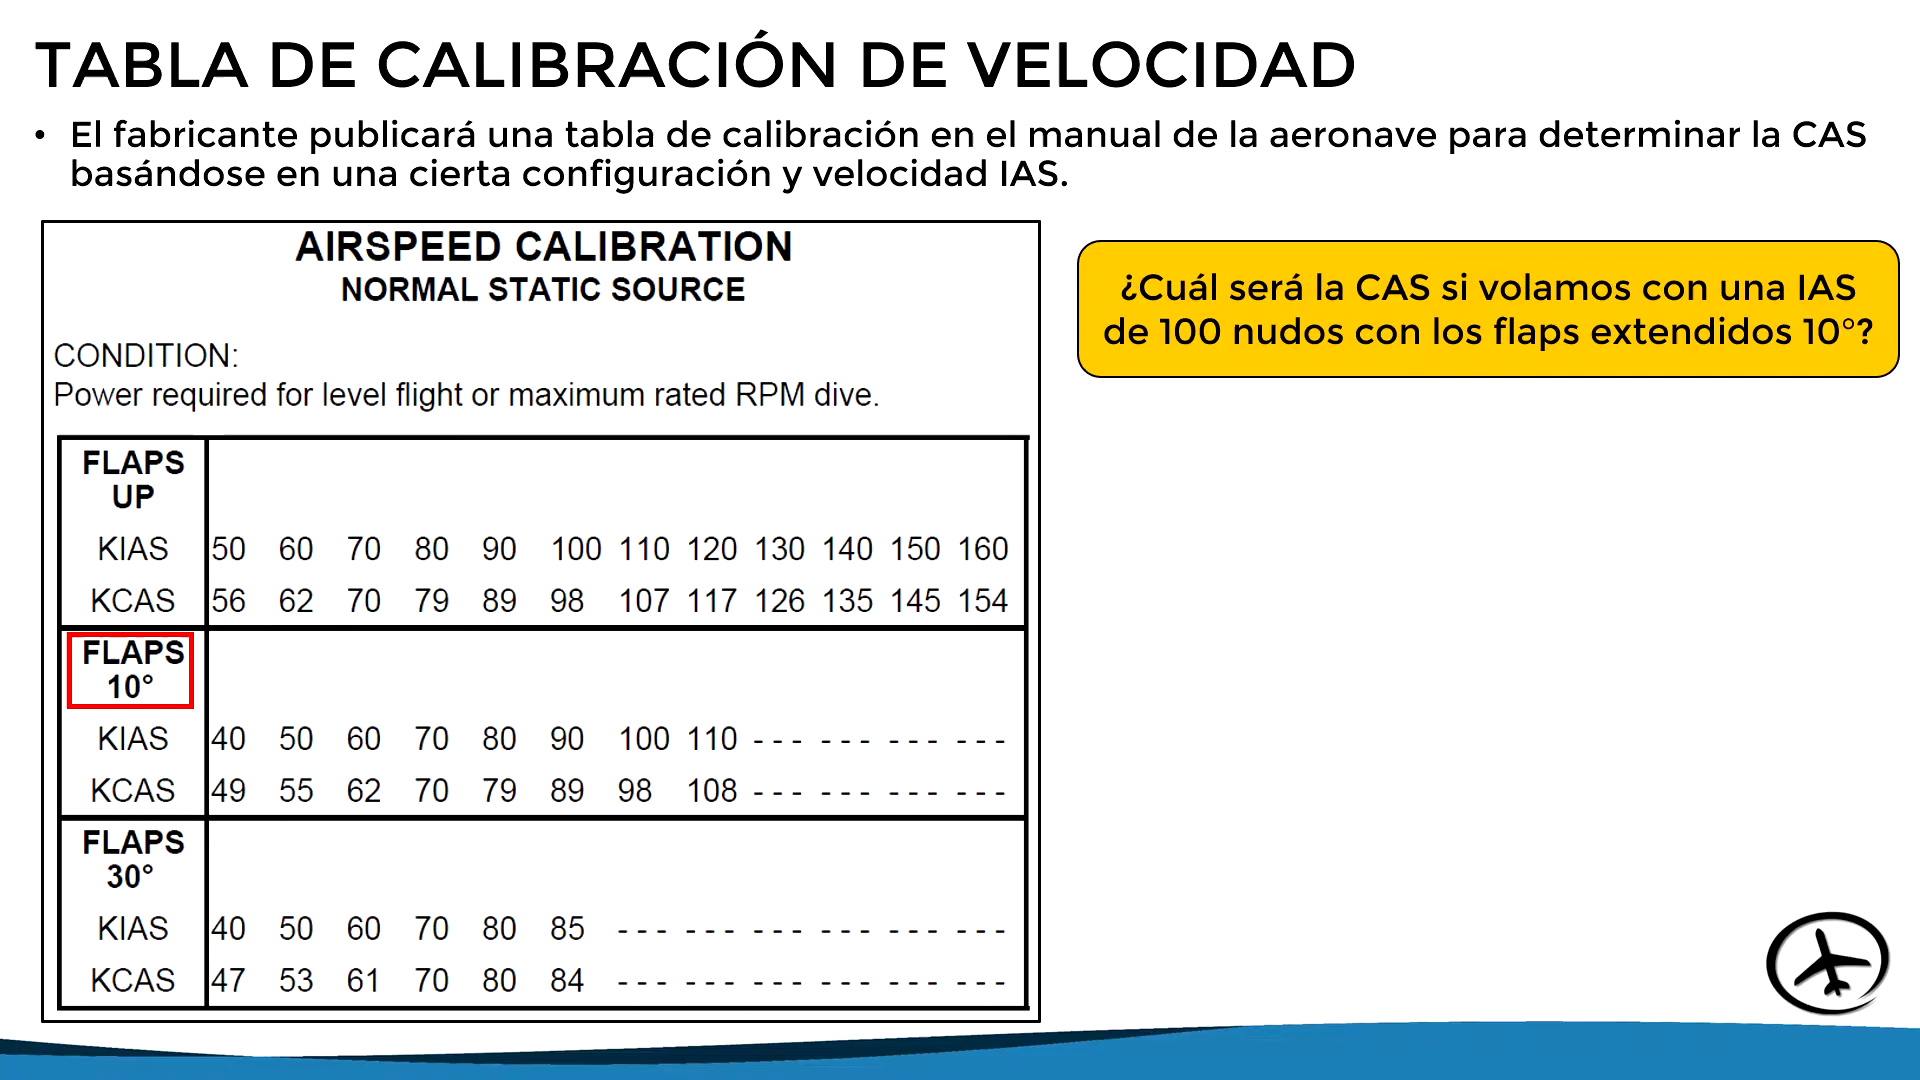 TABLA DE CALIBRACIÓN DE VELOCIDAD
• El fabricante publicará una tabla de calibración en el manual de la aeronave para determinar la CAS
basándose en una cierta configuración y velocidad IAS.
AIRSPEED CALIBRATION
NORMAL STATIC SOURCE
CONDITION:
Power required for level flight or maximum rated RPM dive.
FLAPS
UP
KIAS 50 60 70 80 90 100 110 120 130 140 150 160
KCAS 56 62 70 79 89 98 107 117 126 135 145 154
FLAPS
10°
KIAS 40 50 60 70 80 90 100 110 --- --- --- ---
KCAS 49 55 62 70 79 89 98 108 --- --- --- ---
FLAPS
30°
KIAS 40 50 60 70 80 85 --- --- --- --- --- ---
KCAS 47 53 61 70 80 84 --- --- --- --- --- ---
¿Cuál será la CAS si volamos con una IAS
de 100 nudos con los flaps extendidos 10°?